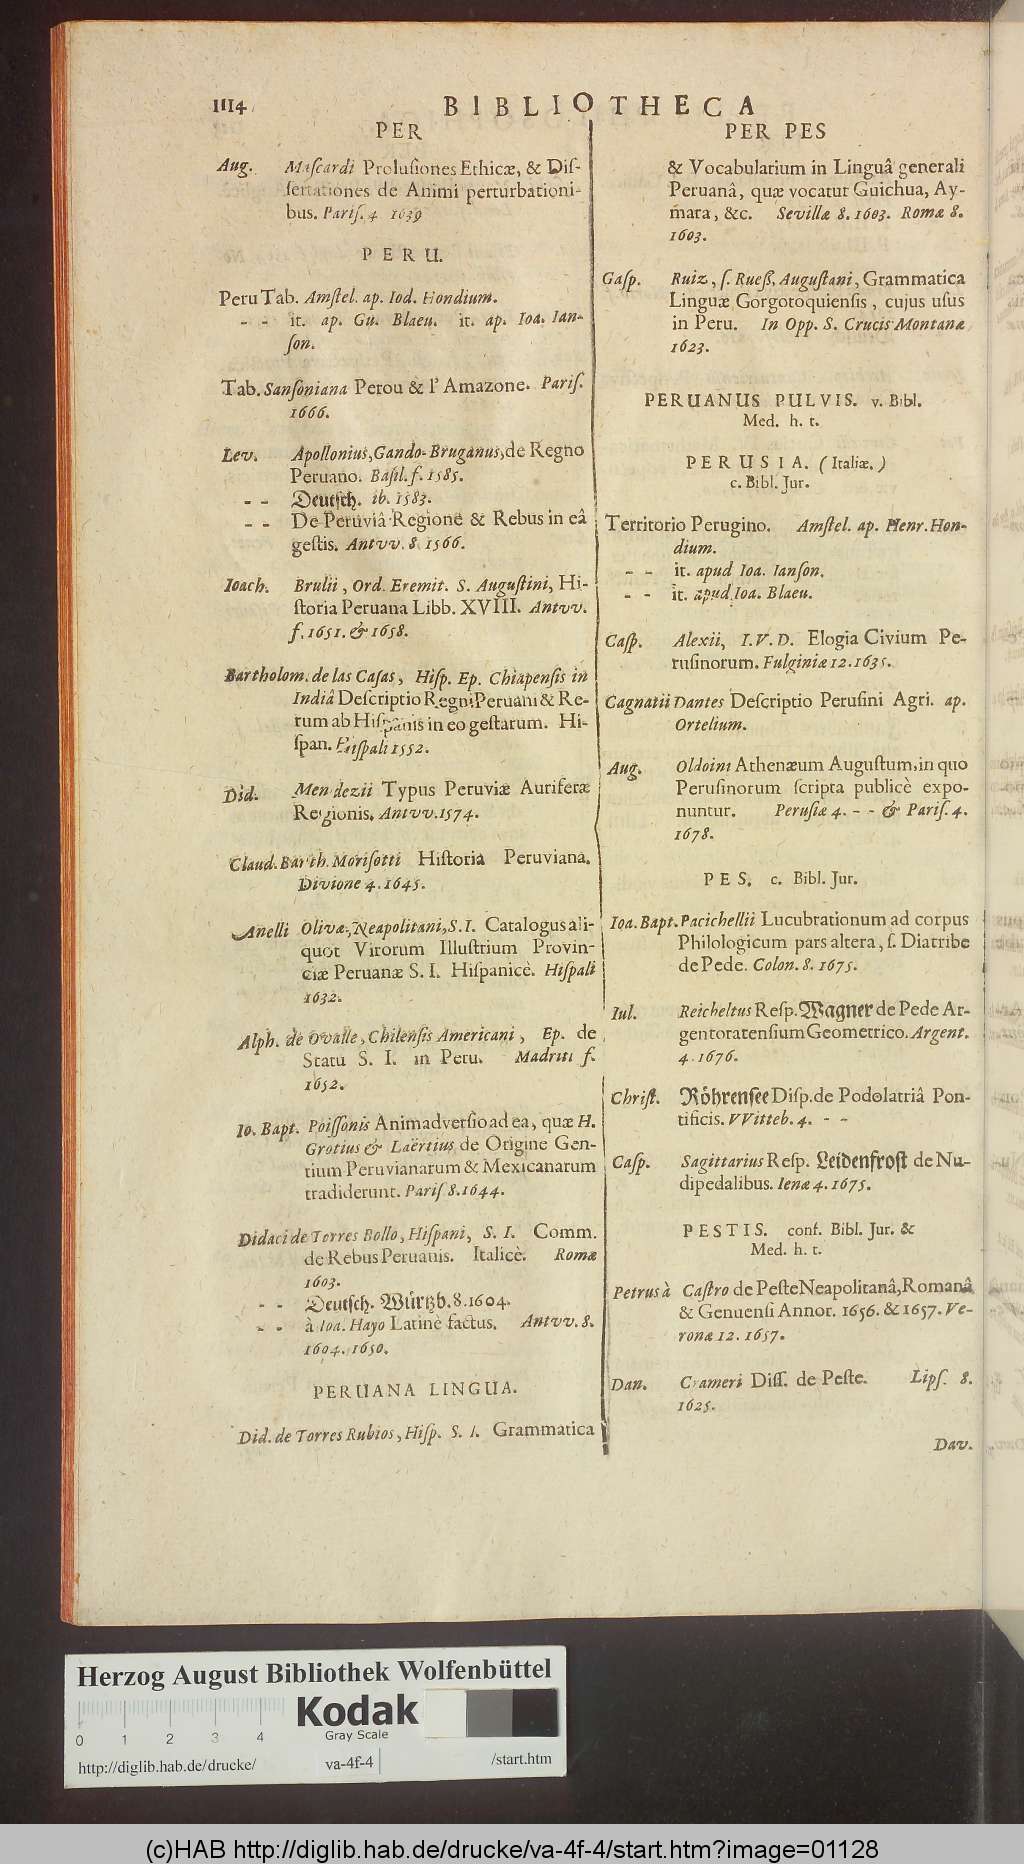 1114
BIBLIOTHECA
PER
Aug. Mascardi Prolusiones Ethicæ, & Dis-
sertationes de Animi perturbationi-
bus. Paris. 4 1639
PERU.
Peru Tab. Amstel. ap. Iod. Hondium.
- - it. ap. Gu. Blaeu. it. ap. Ioa. Ian-
son.
Tab. Sansoniana Perou & l'Amazone. Paris.
1666.
Lev. Apollonius, Gando-Bruganus, de Regno
Peruano. Basil. f. 1585.
- - Deutsch. ib. 1583.
- - De Peruviâ Regione & Rebus in eâ
gestis. Antvv. 8. 1566.
Ioach. Brulii, Ord. Eremit. S. Augustini, Hi-
storia Peruana Libb. XVIII. Antvv.
f. 1651. & 1658.
Bartholom. de las Casas, Hisp. Ep. Chiapensis in
Indiâ Descriptio Regni Peruani & Re-
rum ab Hispanis in eo gestarum. Hi-
span. Hispali 1552.
Did. Mendezii Typus Peruviæ Auriferæ
Regionis. Antvv. 1574.
Claud. Barth. Morisotti Historia Peruviana.
Divione 4. 1645.
Anelli Olivæ, Neapolitani, S. I. Catalogus ali-
quot Virorum Illustrium Provin-
ciæ Peruanæ S. I. Hispanicè. Hispali
1632.
Alph. de Ovalle, Chilensis Americani, Ep. de
Statu S. I. in Peru. Madriti f.
1652.
Io. Bapt. Poissonis Animadversio ad ea, quæ H.
Grotius & Laërtius de Origine Gen-
tium Peruvianarum & Mexicanarum
tradiderunt. Paris 8. 1644.
Didaci de Torres Bollo, Hispani, S. I. Comm.
de Rebus Peruanis. Italicè. Romæ
1603.
- - Deutsch. Würtzb. 8. 1604.
- - à Ioa. Hayo Latinè factus. Antvv. 8.
1604. 1650.
PERUANA LINGUA.
Did. de Torres Rubios, Hisp. S. I. Grammatica
PER PES
& Vocabularium in Linguâ generali
Peruanâ, quæ vocatur Guichua, Ay-
mara, &c. Sevillæ 8. 1603. Romæ 8.
1603.
Gasp. Ruiz, s. Rueß, Augustani, Grammatica
Linguæ Gorgotoquiensis, cujus usus
in Peru. In Opp. S. Crucis Montanæ
1623.
PERUANUS PULVIS. v. Bibl.
Med. h. t.
PERUSIA. (Italiæ.)
c. Bibl. Jur.
Territorio Perugino. Amstel. ap. Henr. Hon-
dium.
- - it. apud Ioa. Ianson.
- - it. apud Ioa. Blaeu.
Casp. Alexii, I. V. D. Elogia Civium Pe-
rusinorum. Fulginiæ 12. 1635.
Cagnatii Dantes Descriptio Perusini Agri. ap.
Ortelium.
Aug. Oldoini Athenæum Augustum, in quo
Perusinorum scripta publicè expo-
nuntur. Perusiæ 4. - - & Paris. 4.
1678.
PES. c. Bibl. Jur.
Ioa. Bapt. Pacichellii Lucubrationum ad corpus
Philologicum pars altera, s. Diatribe
de Pede. Colon. 8. 1675.
Iul. Reicheltus Resp. Wagner de Pede Ar-
gentoratensium Geometrico. Argent.
4. 1676.
Christ. Röhrensee Disp. de Podolatriâ Pon-
tificis. VVitteb. 4. - -
Casp. Sagittarius Resp. Leidenfrost de Nu-
dipedalibus. Ienæ 4. 1675.
PESTIS. conf. Bibl. Jur. &
Med. h. t.
Petrus à Castro de Peste Neapolitanâ, Romanâ
& Genuensi Annor. 1656. & 1657. Ve-
ronæ 12. 1657.
Dan. Crameri Diss. de Peste. Lips. 8.
1625.
Dav.
Herzog August Bibliothek Wolfenbüttel
Kodak
Gray Scale
0 1 2 3 4
http://diglib.hab.de/drucke/ va-4f-4 /start.htm
(c)HAB http://diglib.hab.de/drucke/va-4f-4/start.htm?image=01128